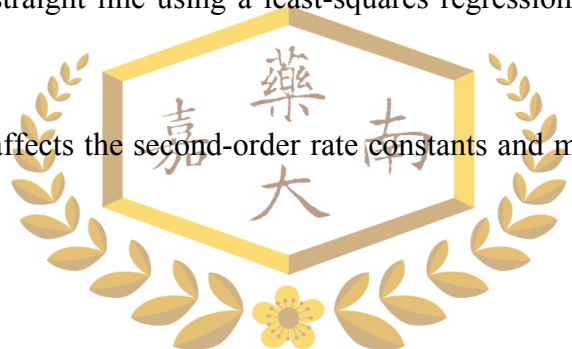 straight line using a least-squares regression
藥
affects the second-order rate constants and m
嘉 南
大